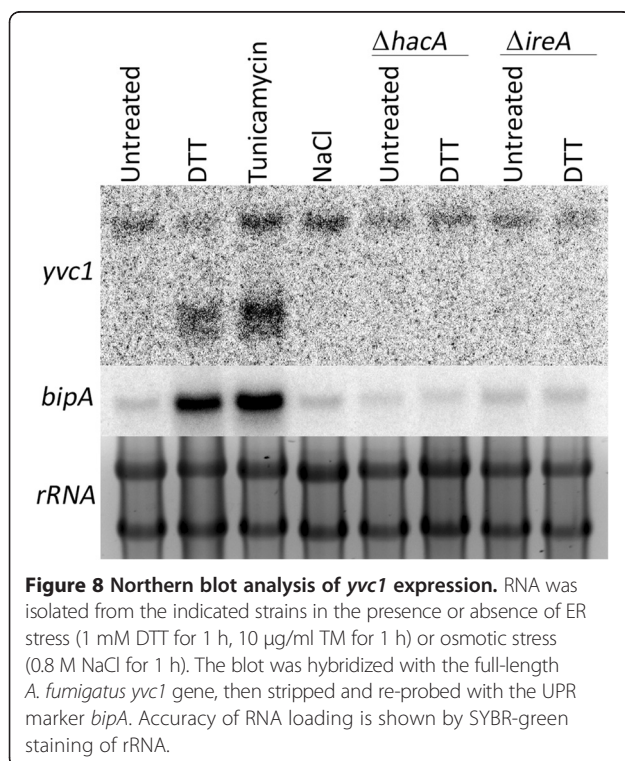 ΔhacA ΔireA
Untreated DTT Tunicamycin NaCl Untreated DTT Untreated DTT
yvc1
bipA
rRNA
Figure 8 Northern blot analysis of yvc1 expression. RNA was
isolated from the indicated strains in the presence or absence of ER
stress (1 mM DTT for 1 h, 10 μg/ml TM for 1 h) or osmotic stress
(0.8 M NaCl for 1 h). The blot was hybridized with the full-length
A. fumigatus yvc1 gene, then stripped and re-probed with the UPR
marker bipA. Accuracy of RNA loading is shown by SYBR-green
staining of rRNA.